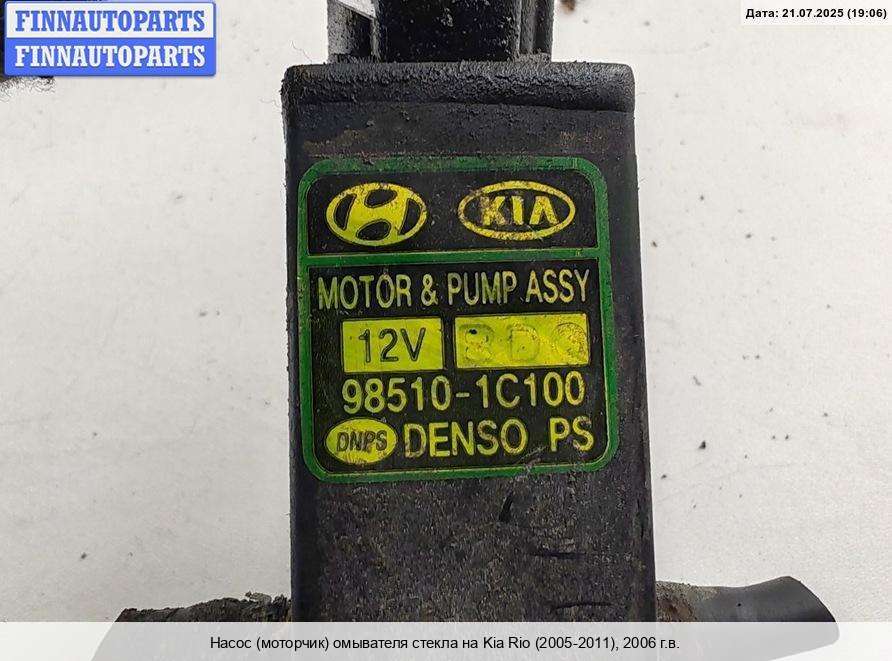 FINNAUTOPARTS
FINNAUTOPARTS
Дата: 21.07.2025 (19:06)
KIA
MOTOR & PUMP ASSY
12V
98510-1C100
DNPS DENSO PS
Насос (моторчик) омывателя стекла на Kia Rio (2005-2011), 2006 г.в.